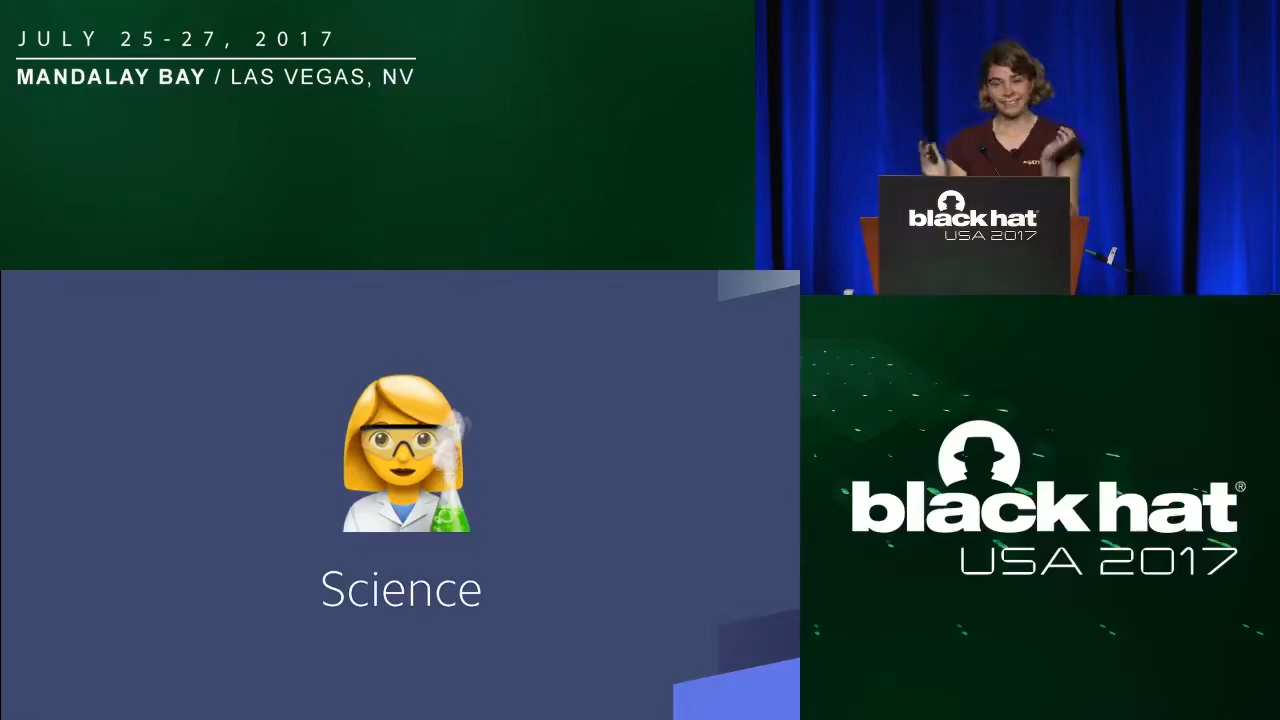 JULY 25-27, 2017
MANDALAY BAY / LAS VEGAS, NV
black hat
USA 2017
Science
black hat®
USA 2017